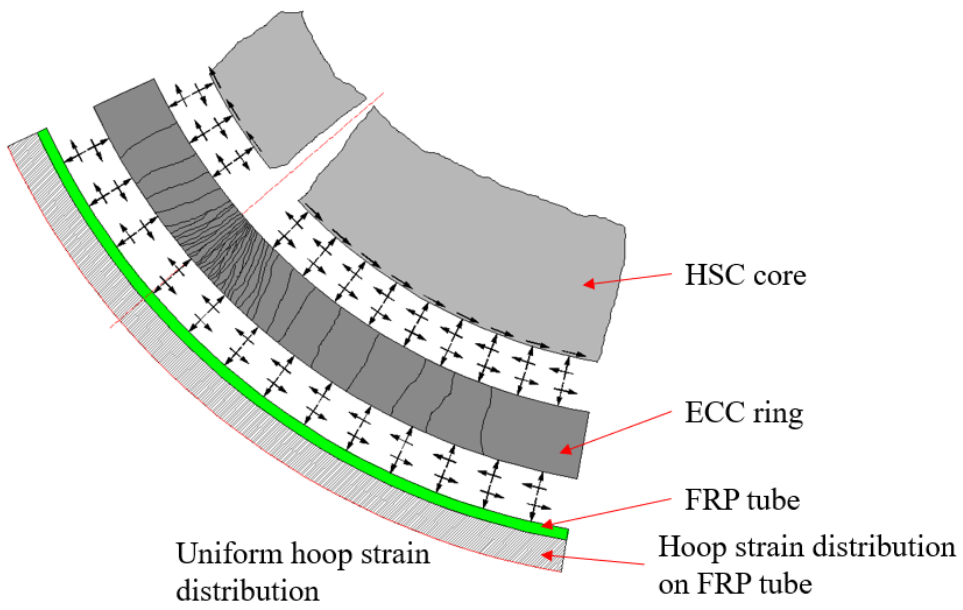 HSC core
ECC ring
FRP tube
Hoop strain distribution
on FRP tube
Uniform hoop strain
distribution